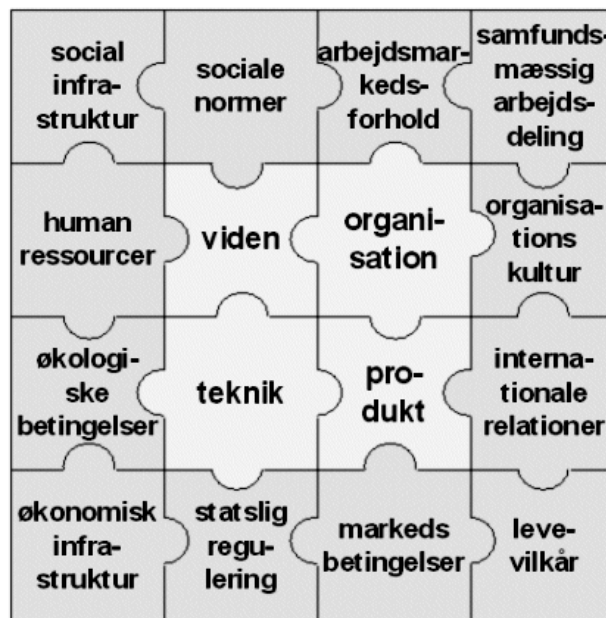 social
infra-
struktur
sociale
normer
arbejdsmar-
keds-
forhold
samfunds-
mæssig
arbejds-
deling
human
ressourcer
viden
organi-
sation
organisa-
tions
kultur
økologi-
ske
betingelser
teknik
pro-
dukt
interna-
tionale
relationer
økonomisk
infra-
struktur
statslig
regu-
lering
markeds
betingelser
leve-
vilkår